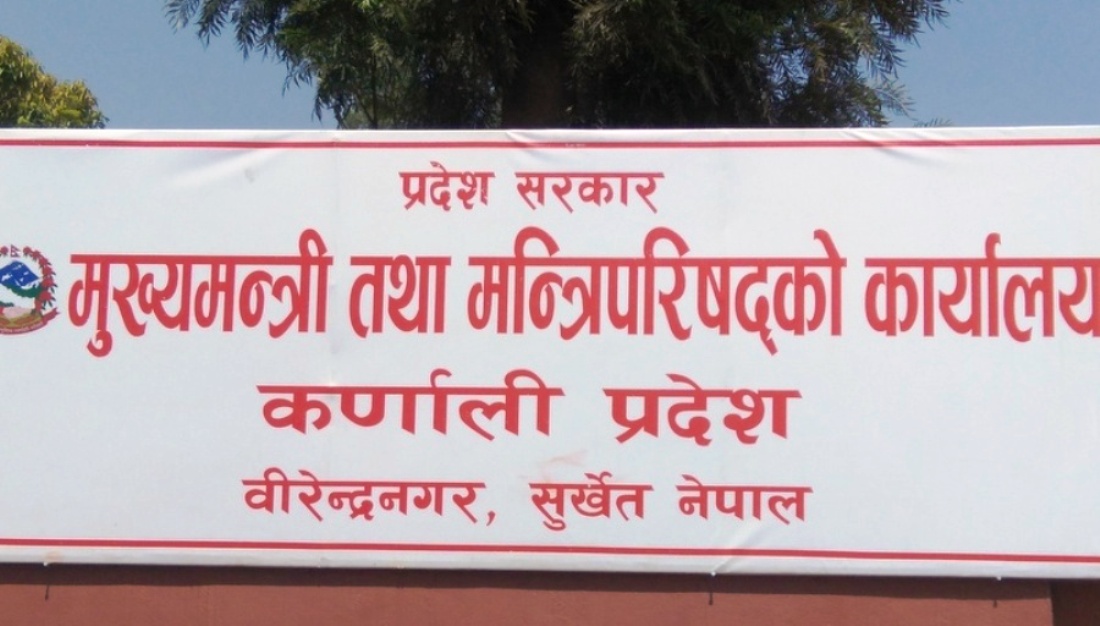 प्रदेश सरकार
मुख्यमन्त्री तथा मन्त्रिपरिषद्को कार्यालय
कर्णाली प्रदेश
वीरेन्द्रनगर, सुर्खेत नेपाल